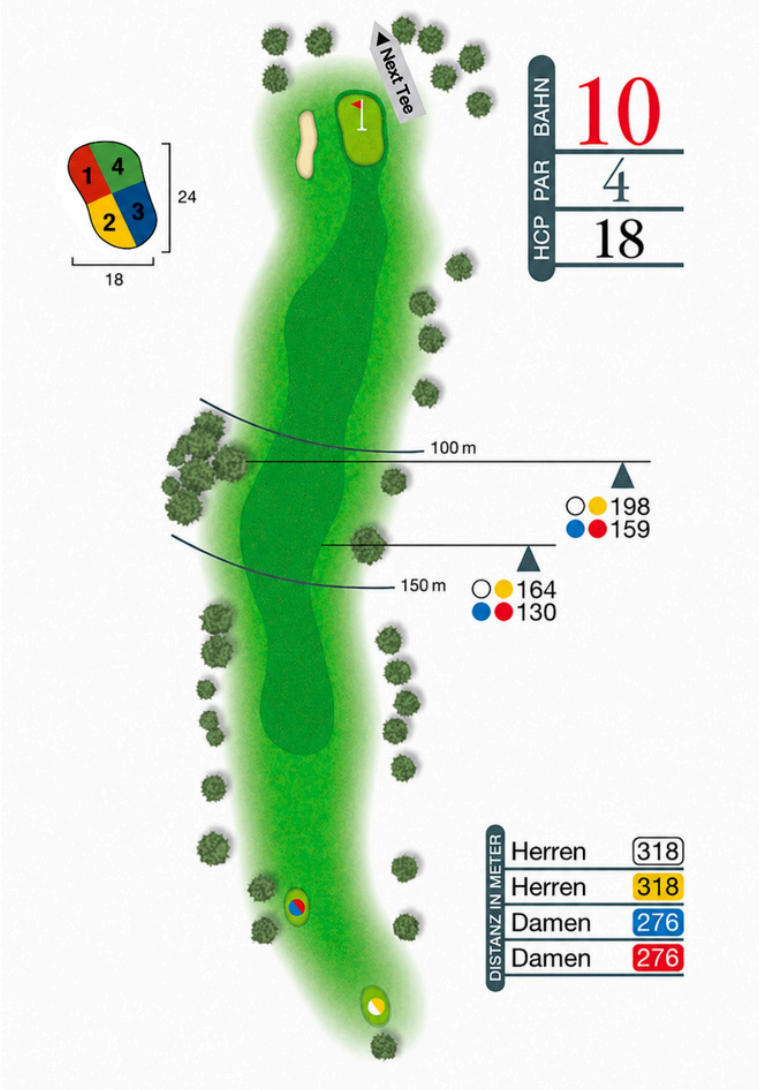 Next Tee
BAHN 10
PAR 4
HCP 18
1 4
2 3
24
18
100 m
198
159
150 m
164
130
DISTANZ IN METER
Herren 318
Herren 318
Damen 276
Damen 276